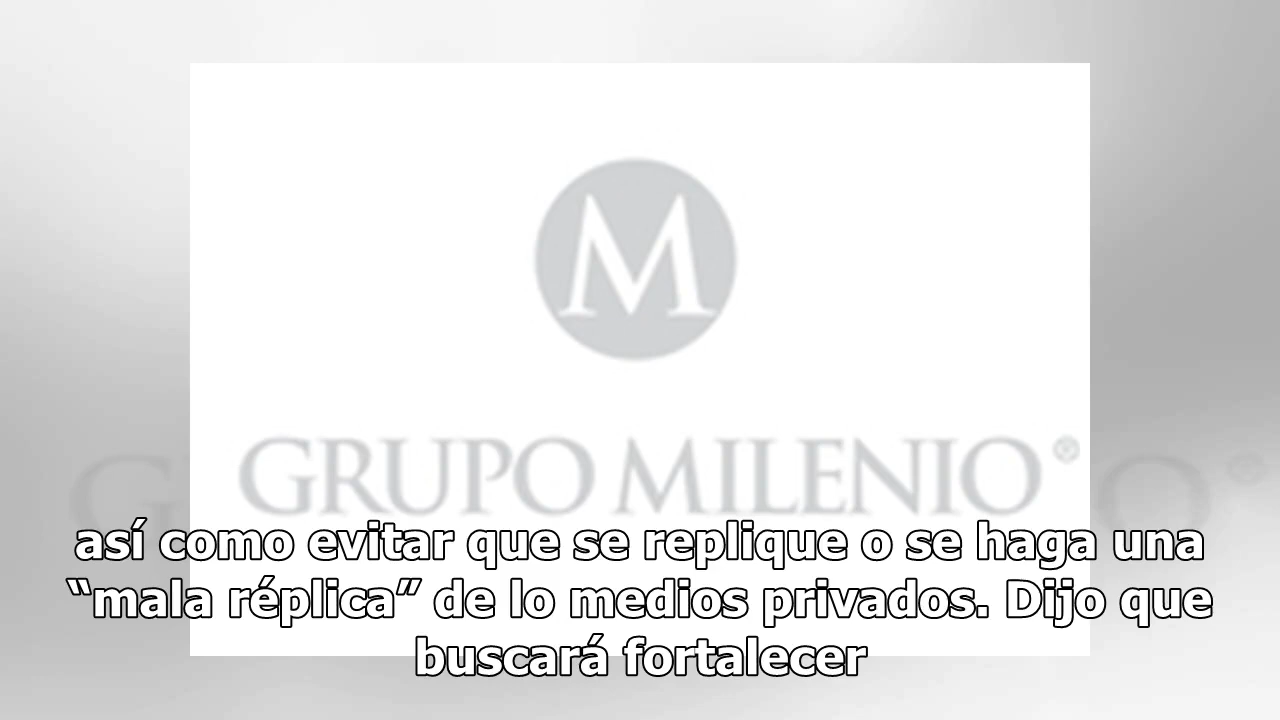 M
GRUPO MILENIO®
G O®
así como evitar que se replique o se haga una
“mala réplica” de lo medios privados. Dijo que
buscará fortalecer